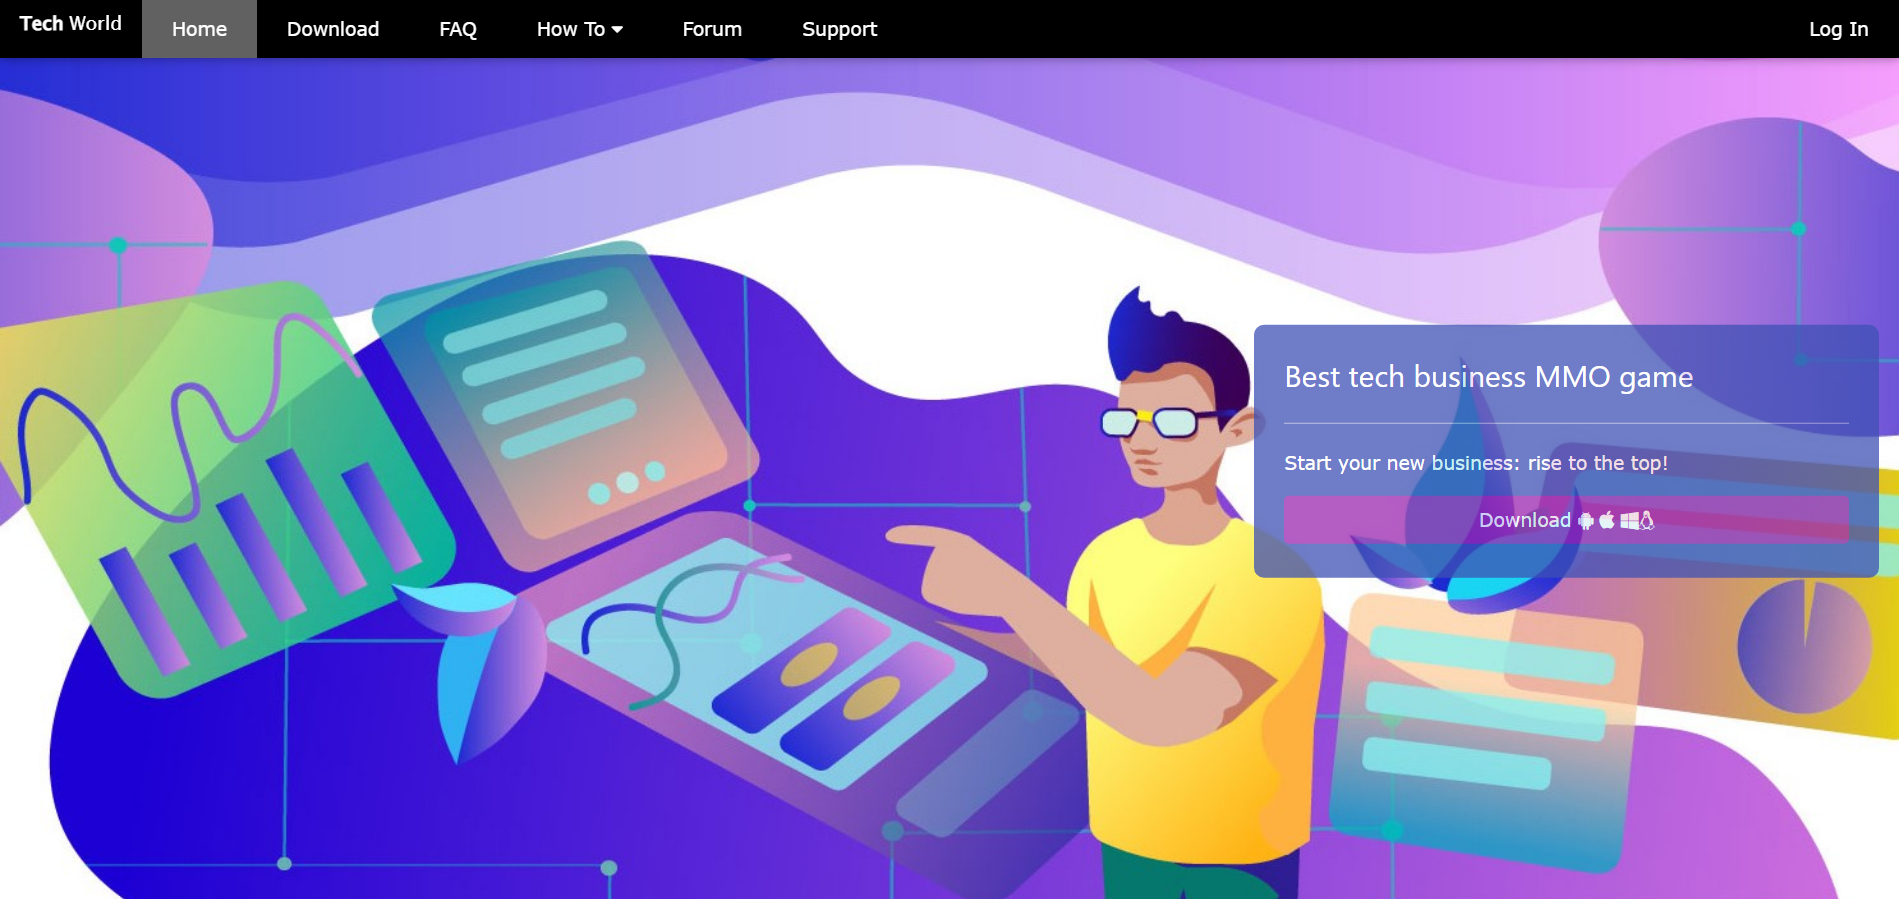 Tech World
Home
Download
FAQ
How To
Forum
Support
Log In
Best tech business MMO game
Start your new business: rise to the top!
Download